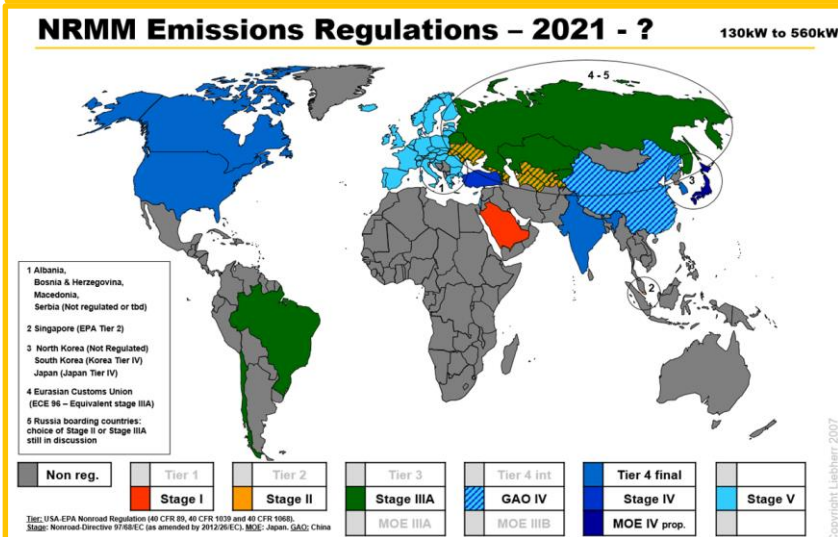 NRMM Emissions Regulations – 2021 - ?
130kW to 560kW
4 - 5
1
3
2
1 Albania,
Bosnia & Herzegovina,
Macedonia,
Serbia (Not regulated or tbd)
2 Singapore (EPA Tier 2)
3 North Korea (Not Regulated)
South Korea (Korea Tier IV)
Japan (Japan Tier IV)
4 Eurasian Customs Union
(ECE 96 – Equivalent stage IIIA)
5 Russia boarding countries:
choice of Stage II or Stage IIIA
still in discussion
Non reg.
Tier 1
Stage I
Tier 2
Stage II
Tier 3
Stage IIIA
MOE IIIA
Tier 4 int
GAO IV
MOE IIIB
Tier 4 final
Stage IV
MOE IV prop.
Stage V
Tier: USA-EPA Nonroad Regulation (40 CFR 89, 40 CFR 1039 and 40 CFR 1068).
Stage: Nonroad-Directive 97/68/EC (as amended by 2012/26/EC). MOE: Japan. GAO: China
Copyright Liebherr 2007